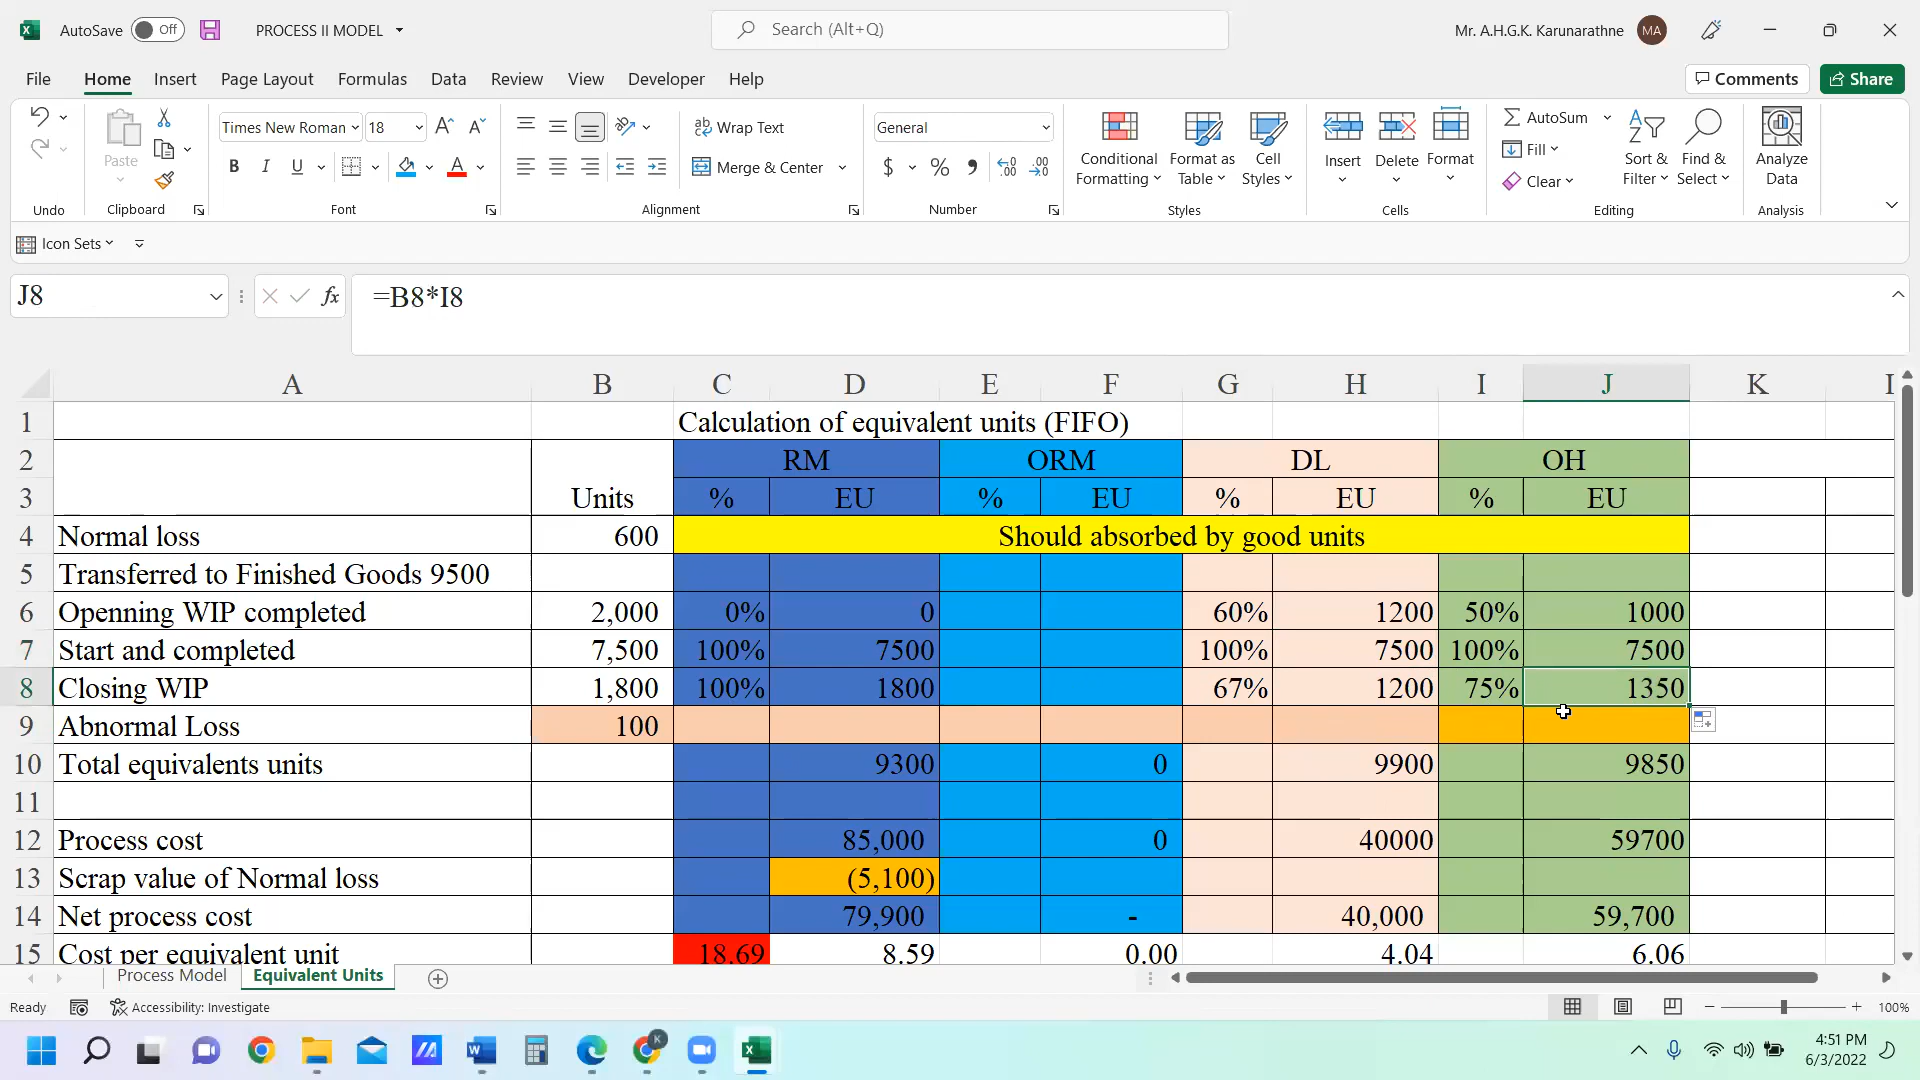 AutoSave Off PROCESS II MODEL Search (Alt+Q) Mr. A.H.G.K. Karunarathne MA
File Home Insert Page Layout Formulas Data Review View Developer Help Comments Share
Times New Roman 18 Wrap Text General AutoSum
Paste Conditional Formatting Format as Table Cell Styles Insert Delete Format Fill Sort & Filter Find & Select Analyze Data
B I U A Merge & Center $ % Clear
Undo Clipboard Font Alignment Number Styles Cells Editing Analysis
Icon Sets
J8 fx =B8*I8
A B C D E F G H I J K
1 Calculation of equivalent units (FIFO)
2 RM ORM DL OH
3 Units % EU % EU % EU % EU
4 Normal loss 600 Should absorbed by good units
5 Transferred to Finished Goods 9500
6 Openning WIP completed 2,000 0% 0 60% 1200 50% 1000
7 Start and completed 7,500 100% 7500 100% 7500 100% 7500
8 Closing WIP 1,800 100% 1800 67% 1200 75% 1350
9 Abnormal Loss 100
10 Total equivalents units 9300 0 9900 9850
11
12 Process cost 85,000 0 40000 59700
13 Scrap value of Normal loss (5,100)
14 Net process cost 79,900 - 40,000 59,700
15 Cost per equivalent unit 18.69 8.59 0.00 4.04 6.06
Process Model Equivalent Units
Ready Accessibility: Investigate 100%
4:51 PM
6/3/2022